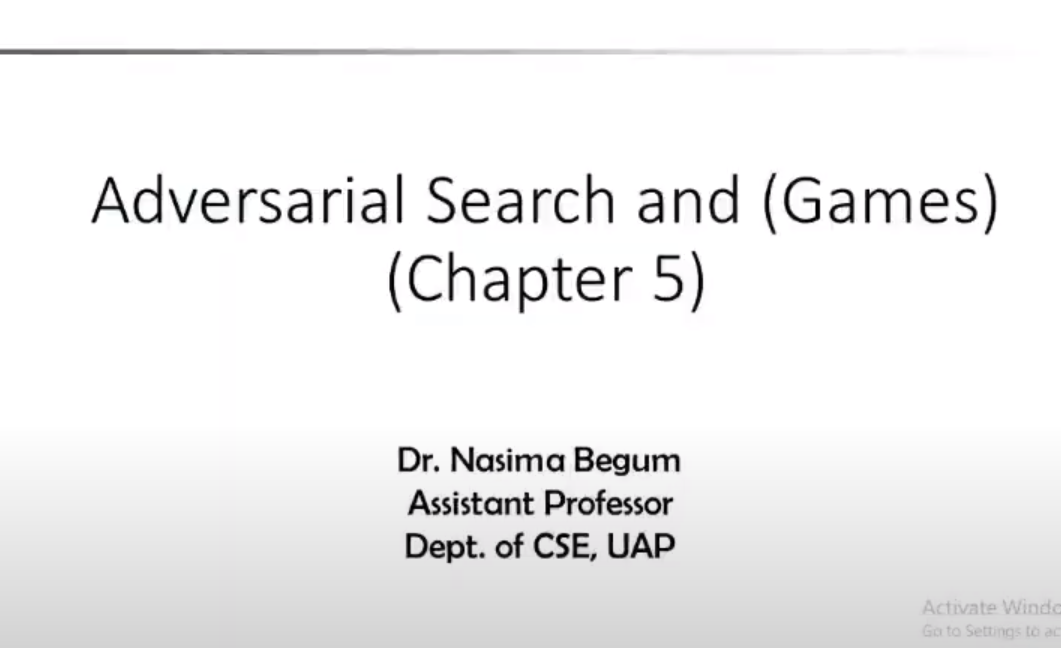 Adversarial Search and (Games)
(Chapter 5)
Dr. Nasima Begum
Assistant Professor
Dept. of CSE, UAP
Activate Windo
Go to Settings to ac